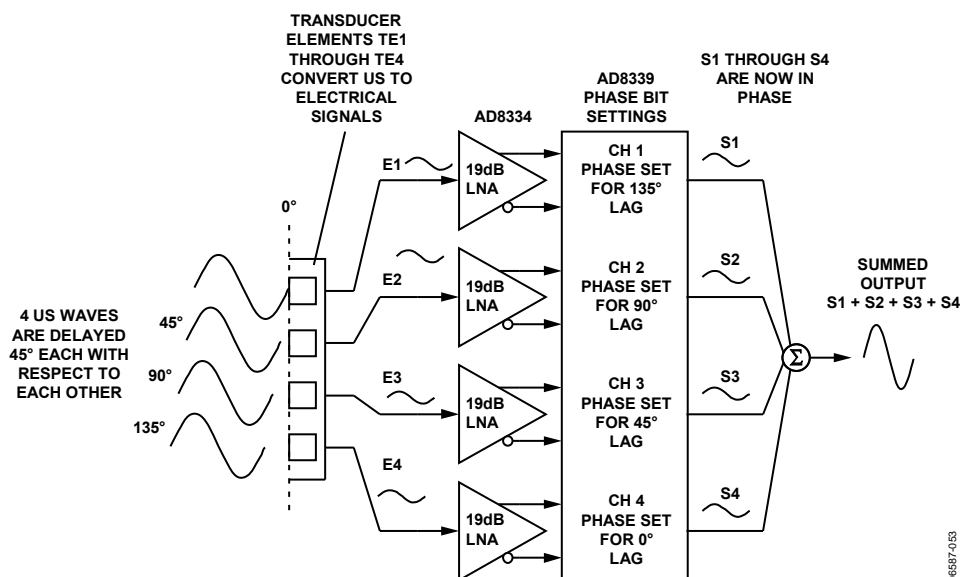 TRANSDUCER
ELEMENTS TE1
THROUGH TE4
CONVERT US TO
ELECTRICAL
SIGNALS
AD8334
AD8339
PHASE BIT
SETTINGS
S1 THROUGH S4
ARE NOW IN
PHASE
0°
4 US WAVES
ARE DELAYED
45° EACH WITH
RESPECT TO
EACH OTHER
45°
90°
135°
E1
19dB
LNA
CH 1
PHASE SET
FOR 135°
LAG
S1
E2
19dB
LNA
CH 2
PHASE SET
FOR 90°
LAG
S2
E3
19dB
LNA
CH 3
PHASE SET
FOR 45°
LAG
S3
E4
19dB
LNA
CH 4
PHASE SET
FOR 0°
LAG
S4
Σ
SUMMED
OUTPUT
S1 + S2 + S3 + S4